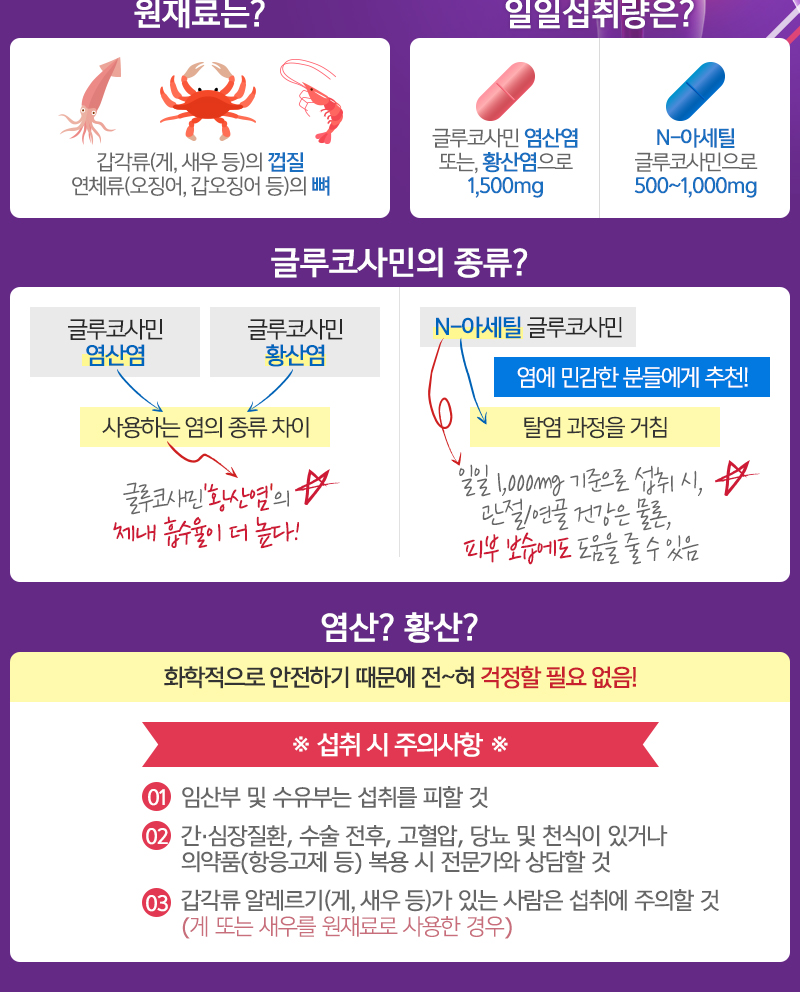 원재료는?
일일섭취량은?
갑각류(게, 새우 등)의 껍질
연체류(오징어, 갑오징어 등)의 뼈
글루코사민 염산염
또는, 황산염으로
1,500mg
N-아세틸
글루코사민으로
500~1,000mg
글루코사민의 종류?
글루코사민
염산염
글루코사민
황산염
사용하는 염의 종류 차이
글루코사민'황산염'의
체내 흡수율이 더 높다!
N-아세틸 글루코사민
염에 민감한 분들에게 추천!
탈염 과정을 거침
일일 1,000mg 기준으로 섭취 시,
관절/연골 건강은 물론,
피부 보습에도 도움을 줄 수 있음
염산? 황산?
화학적으로 안전하기 때문에 전~혀 걱정할 필요 없음!
※ 섭취 시 주의사항 ※
01 임산부 및 수유부는 섭취를 피할 것
02 간·심장질환, 수술 전후, 고혈압, 당뇨 및 천식이 있거나
의약품(항응고제 등) 복용 시 전문가와 상담할 것
03 갑각류 알레르기(게, 새우 등)가 있는 사람은 섭취에 주의할 것
(게 또는 새우를 원재료로 사용한 경우)